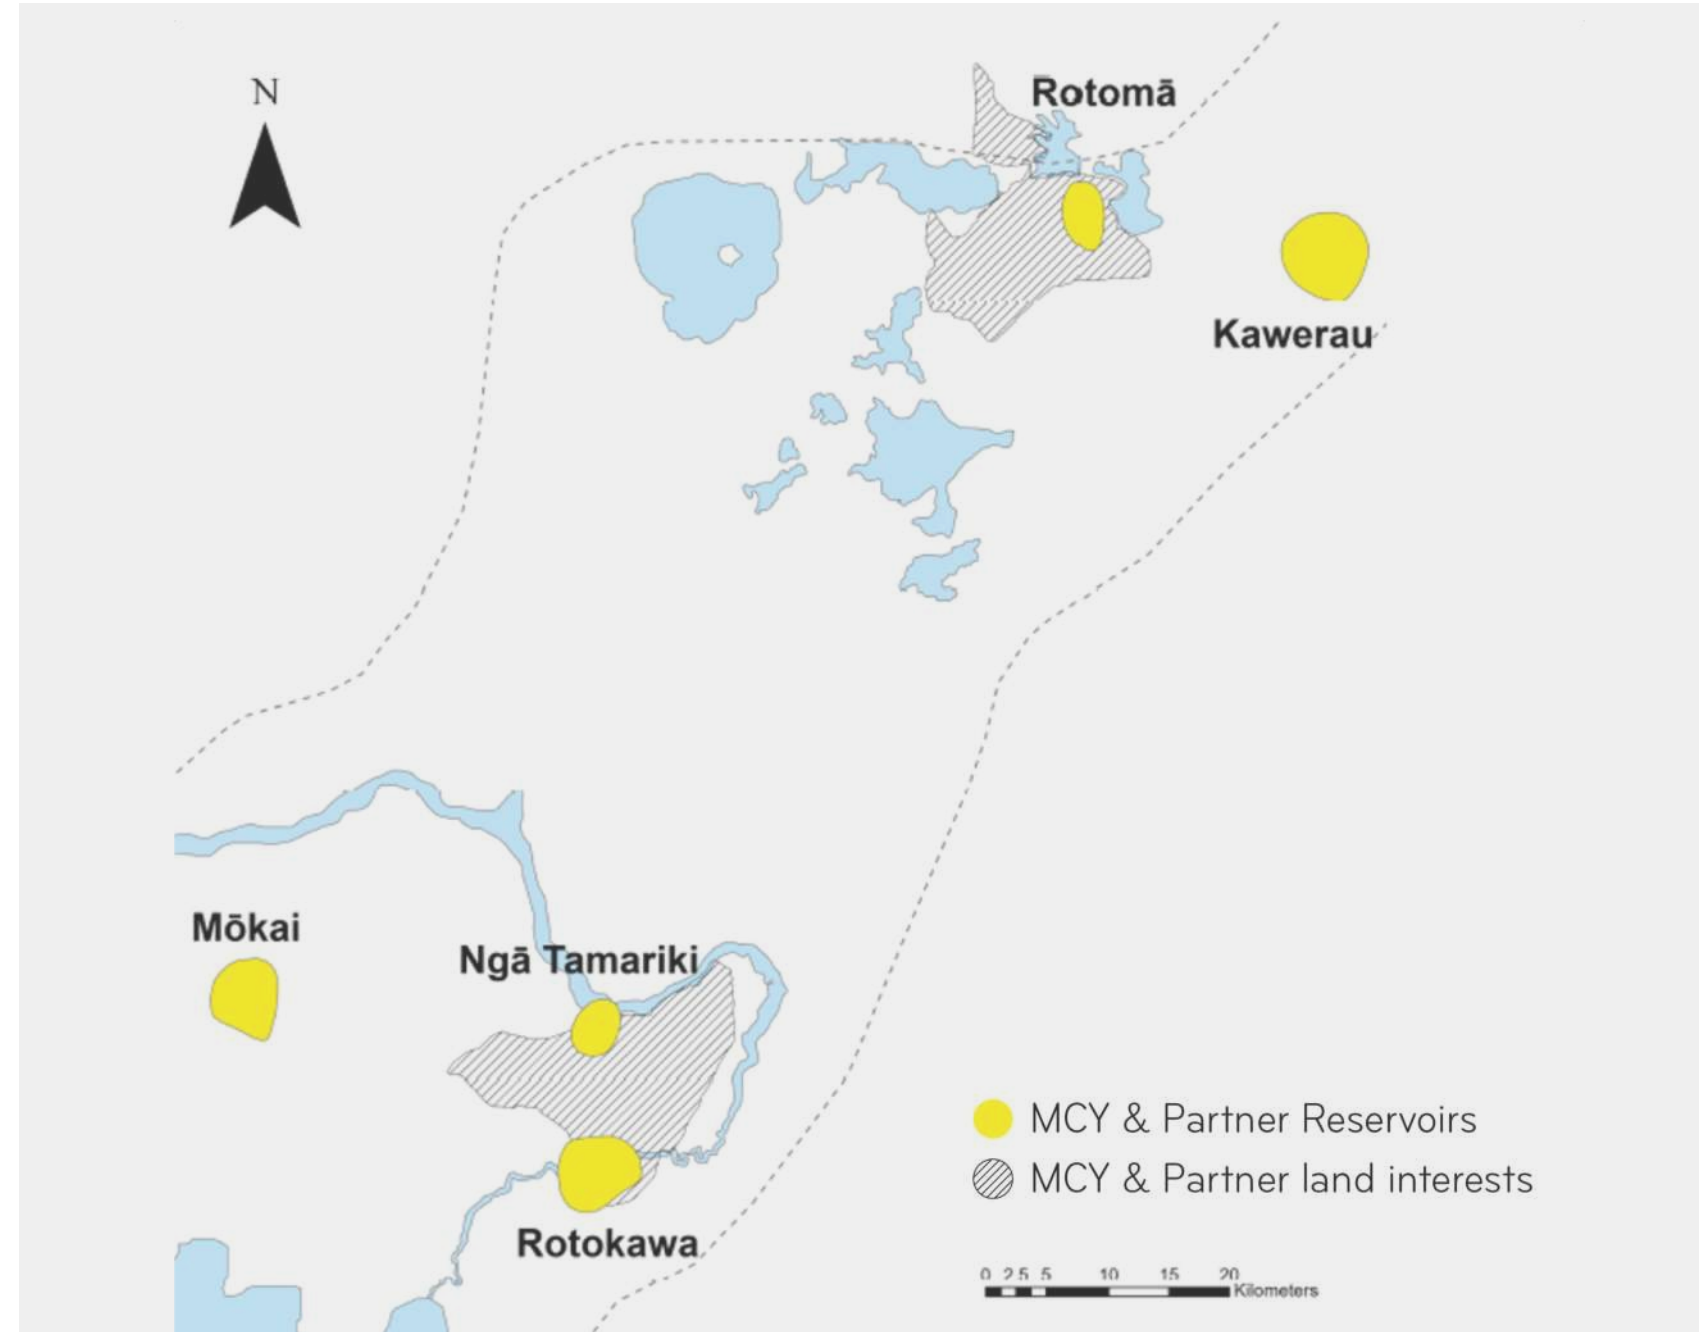 N
Rotomā
Kawerau
Mōkai
Ngā Tamariki
Rotokawa
MCY & Partner Reservoirs
MCY & Partner land interests
0 2.5 5 10 15 20
Kilometers